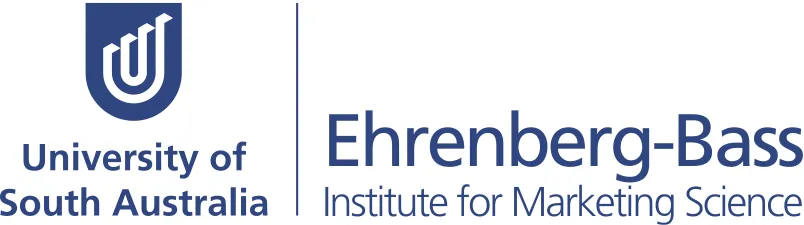 University of
South Australia
Ehrenberg-Bass
Institute for Marketing Science